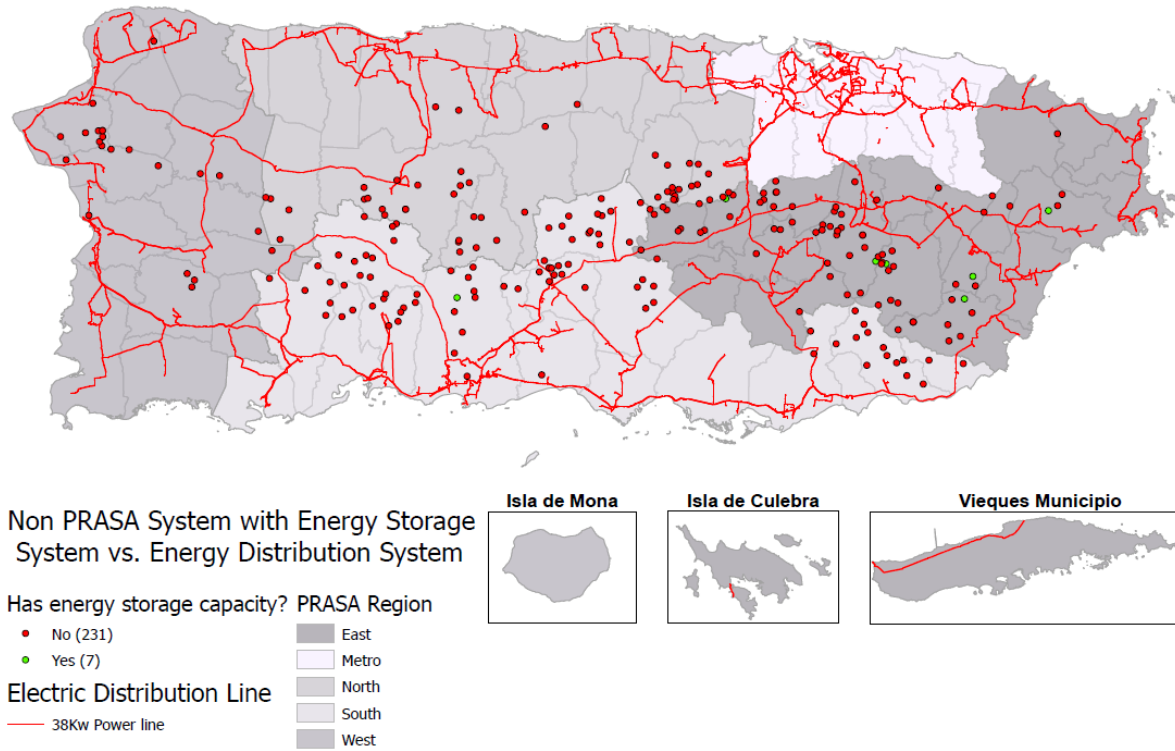 Isla de Mona
Isla de Culebra
Vieques Municipio
Non PRASA System with Energy Storage
System vs. Energy Distribution System
Has energy storage capacity?
No (231)
Yes (7)
Electric Distribution Line
38Kw Power line
PRASA Region
East
Metro
North
South
West